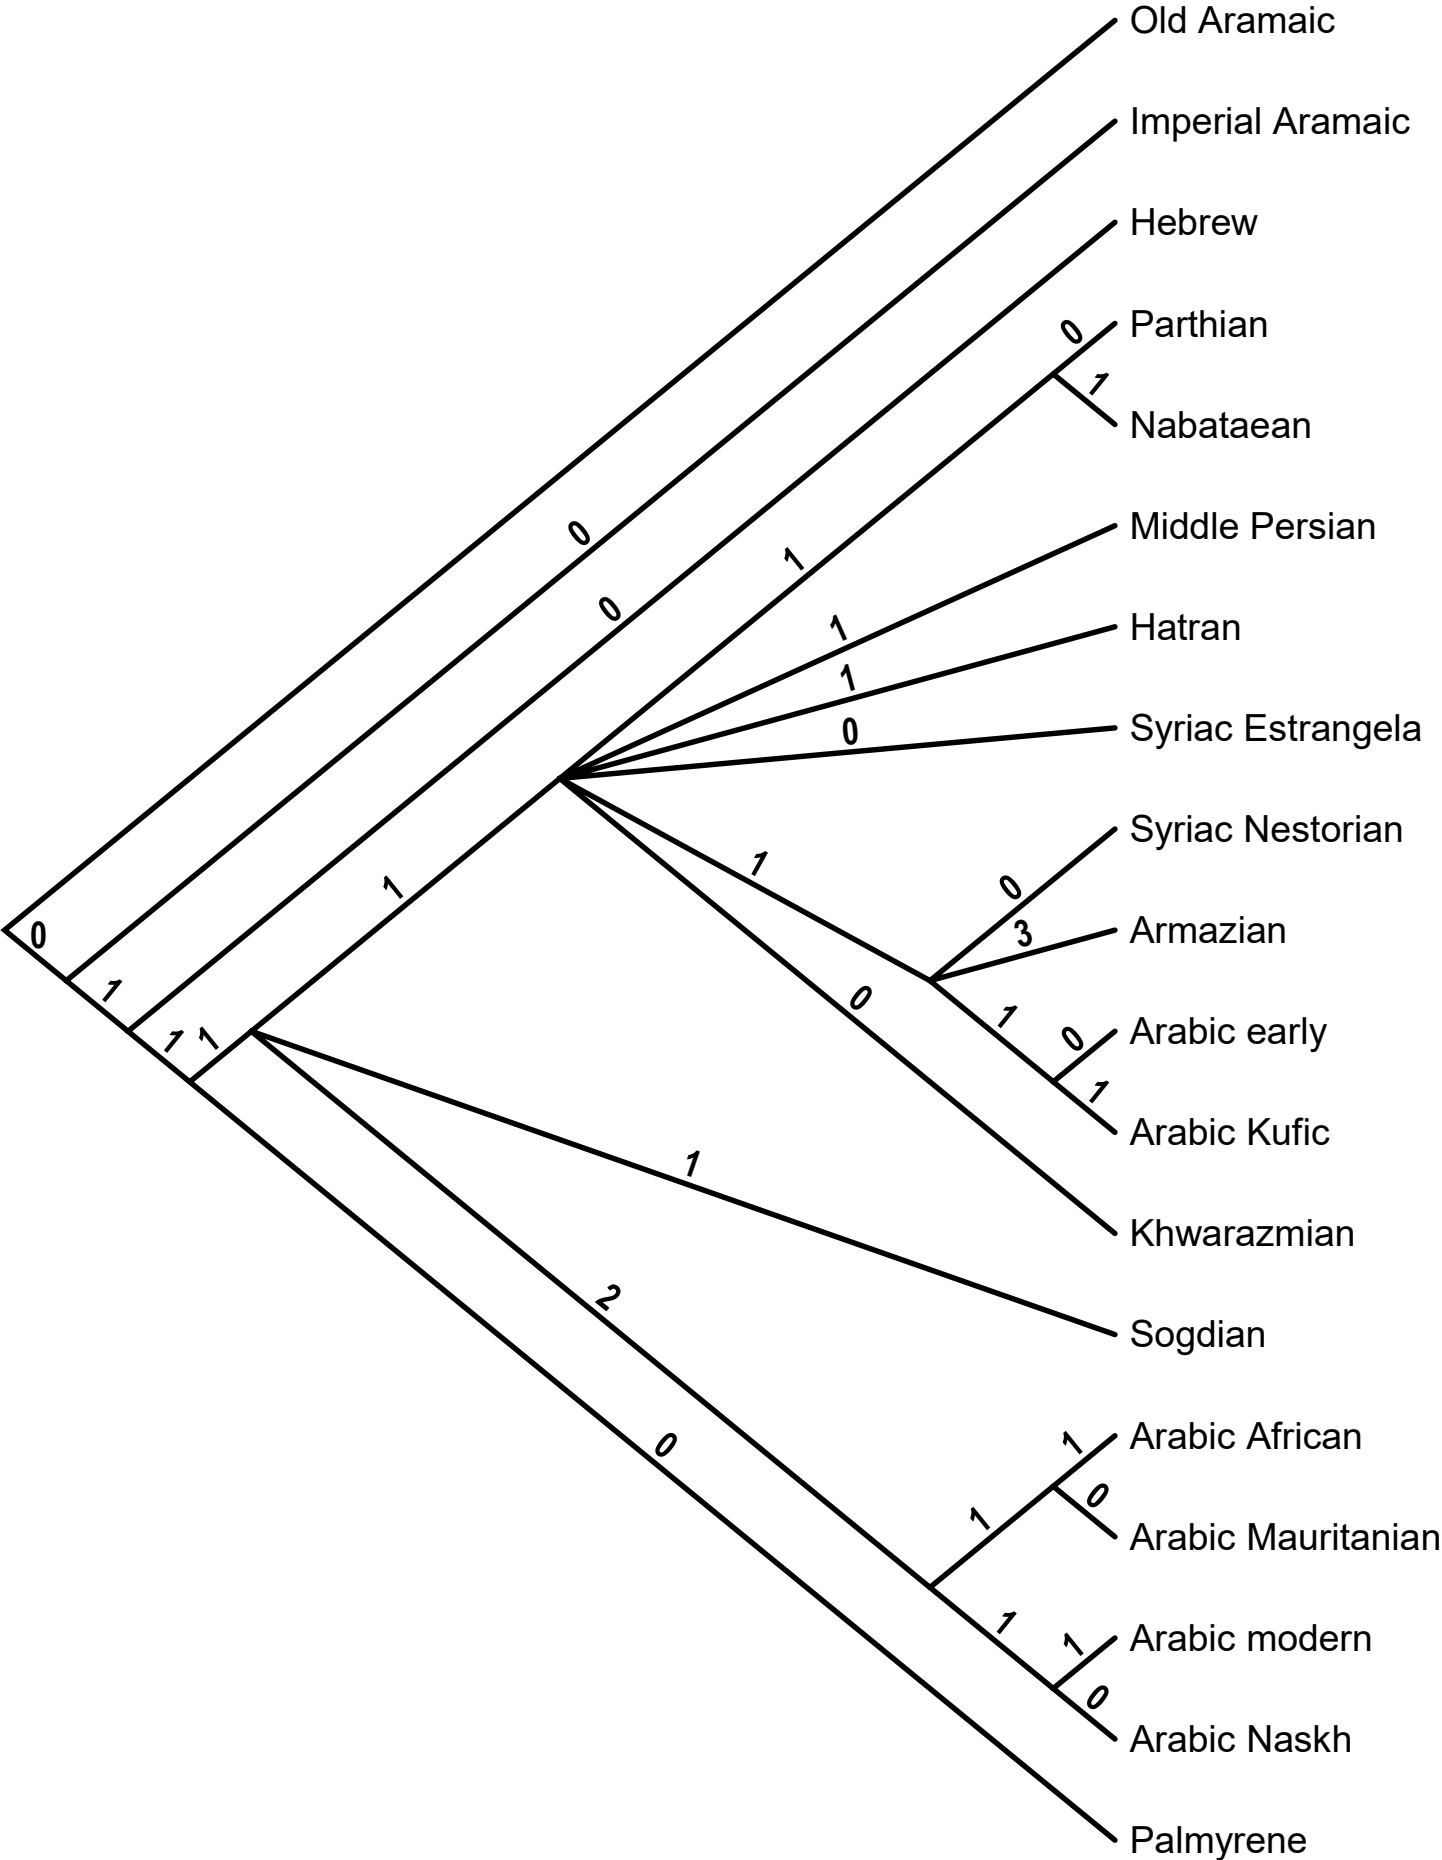 Old Aramaic
Imperial Aramaic
Hebrew
0
Parthian
1
Nabataean
0
1
Middle Persian
0
1
Hatran
1
0
Syriac Estrangela
1
1
0
Syriac Nestorian
0
3
Armazian
1
0
1
0
Arabic early
1
1
1
Arabic Kufic
1
Khwarazmian
2
Sogdian
0
1
Arabic African
1
0
Arabic Mauritanian
1
1
Arabic modern
0
Arabic Naskh
Palmyrene